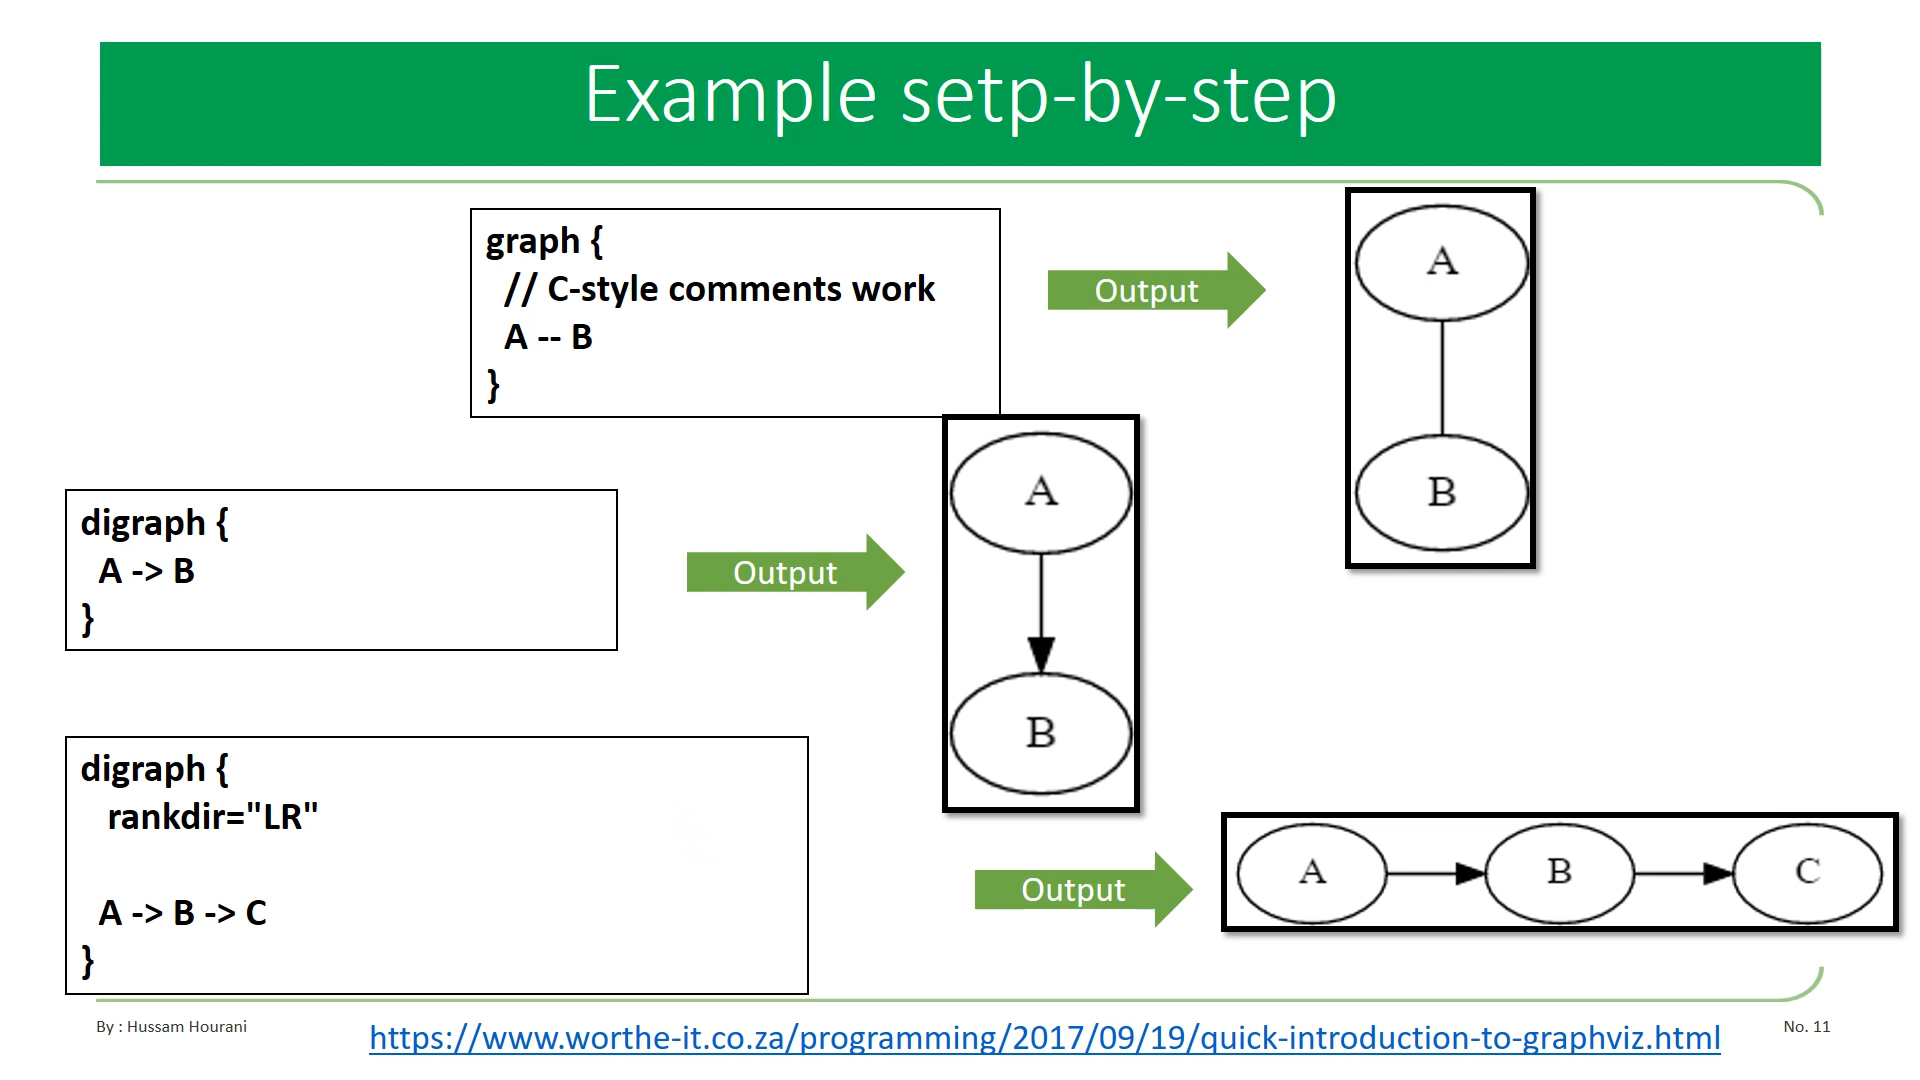 Example setp-by-step
graph {
// C-style comments work
A -- B
}
Output
A
B
digraph {
A -> B
}
Output
A
B
digraph {
rankdir="LR"
A -> B -> C
}
Output
A B C
By : Hussam Hourani
https://www.worthe-it.co.za/programming/2017/09/19/quick-introduction-to-graphviz.html
No. 11